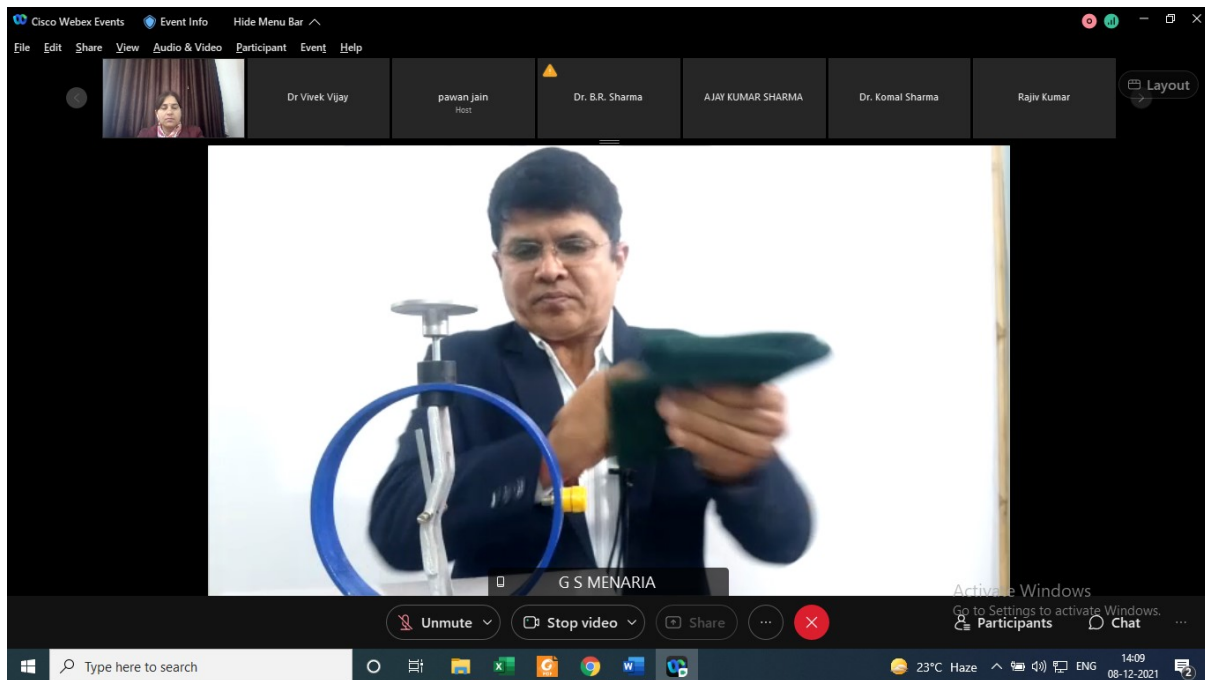 Cisco Webex Events
Event Info
Hide Menu Bar
File Edit Share View Audio & Video Participant Event Help
Dr Vivek Vijay
pawan jain
Host
Dr. B.R. Sharma
AJAY KUMAR SHARMA
Dr. Komal Sharma
Rajiv Kumar
Layout
G S MENARIA
Activate Windows
Go to Settings to activate Windows.
Unmute
Stop video
Share
Participants
Chat
Type here to search
23°C Haze
ENG
14:09
08-12-2021
2